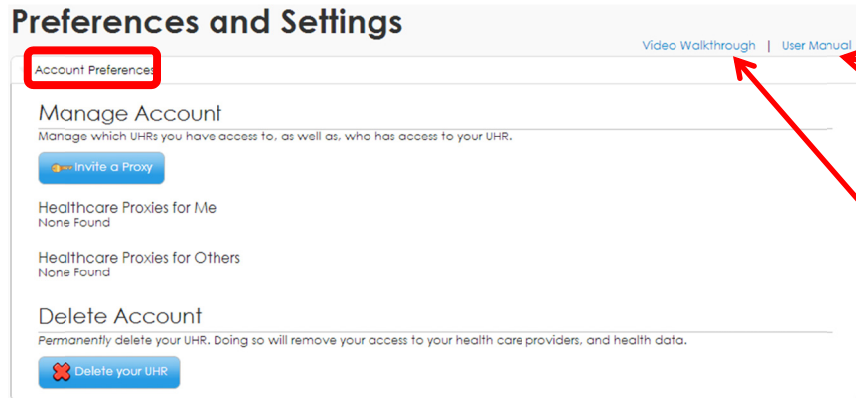 Preferences and Settings
Video Walkthrough | User Manual
Account Preferences
Manage Account
Manage which UHRs you have access to, as well as, who has access to your UHR.
Invite a Proxy
Healthcare Proxies for Me
None Found
Healthcare Proxies for Others
None Found
Delete Account
Permanently delete your UHR. Doing so will remove your access to your health care providers, and health data.
Delete your UHR